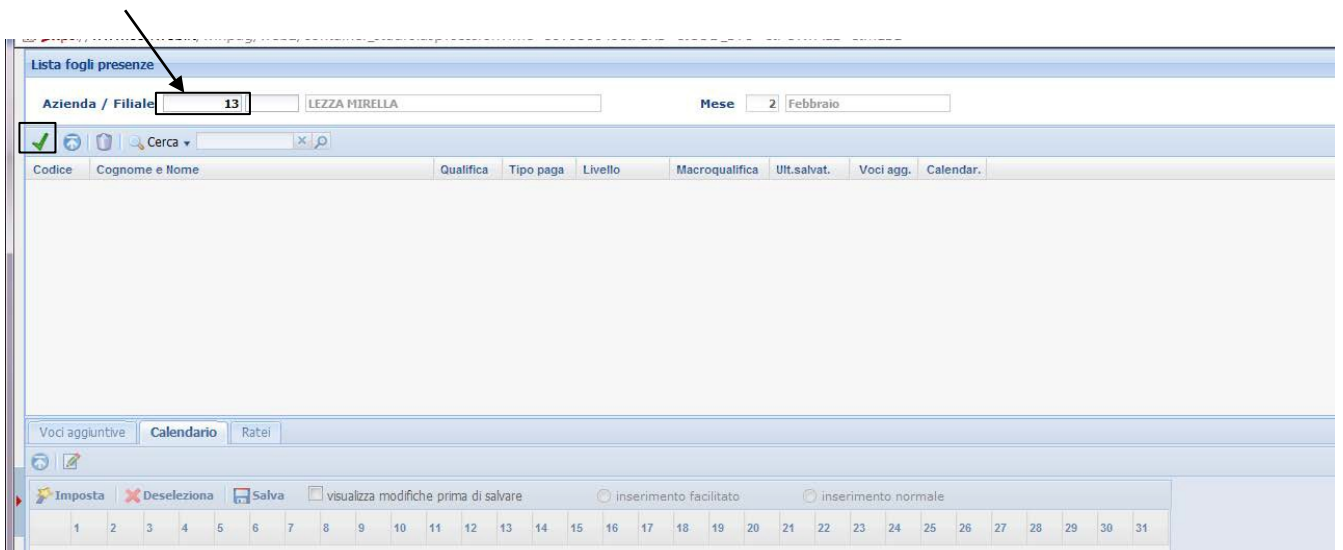 Lista fogli presenze
Azienda / Filiale 13 LEZZA MIRELLA Mese 2 Febbraio
Cerca
Codice Cognome e Nome Qualifica Tipo paga Livello Macroqualifica Ult.salvat. Voci agg. Calendar.
Voci aggiuntive Calendario Ratei
Imposta Deseleziona Salva visualizza modifiche prima di salvare inserimento facilitato inserimento normale
1 2 3 4 5 6 7 8 9 10 11 12 13 14 15 16 17 18 19 20 21 22 23 24 25 26 27 28 29 30 31